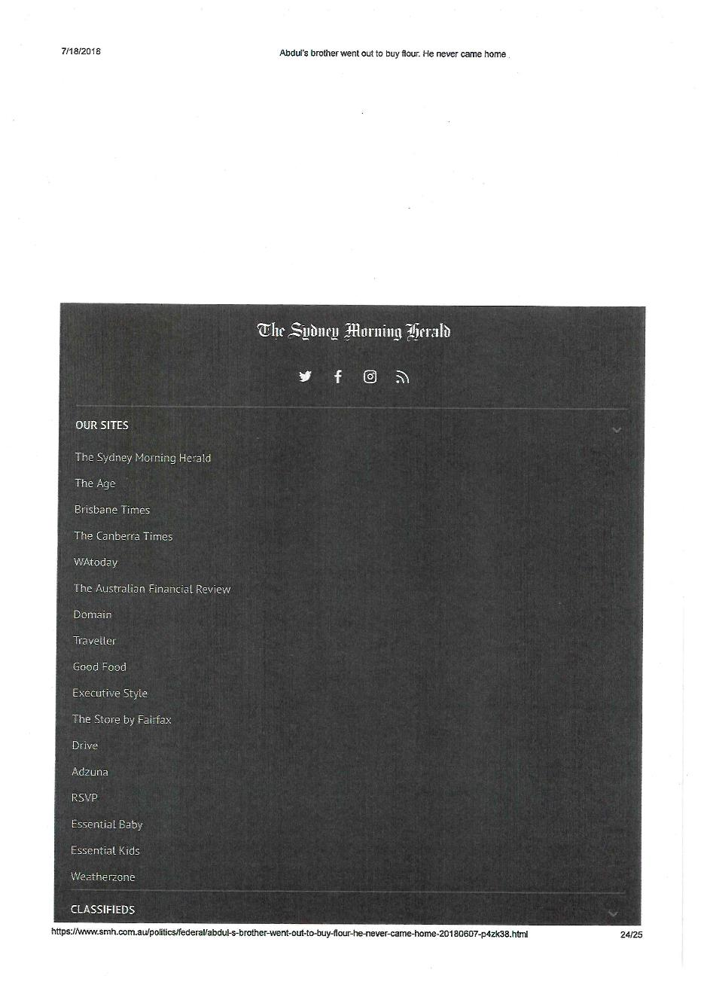 7/18/2018
Abdul's brother went out to buy flour. He never came home
The Sydney Morning Herald
OUR SITES
The Sydney Morning Herald
The Age
Brisbane Times
The Canberra Times
WAtoday
The Australian Financial Review
Domain
Traveller
Good Food
Executive Style
The Store by Fairfax
Drive
Adzuna
RSVP
Essential Baby
Essential Kids
Weatherzone
CLASSIFIEDS
https://www.smh.com.au/politics/federal/abdul-s-brother-went-out-to-buy-flour-he-never-came-home-20180607-p4zk38.html
24/25